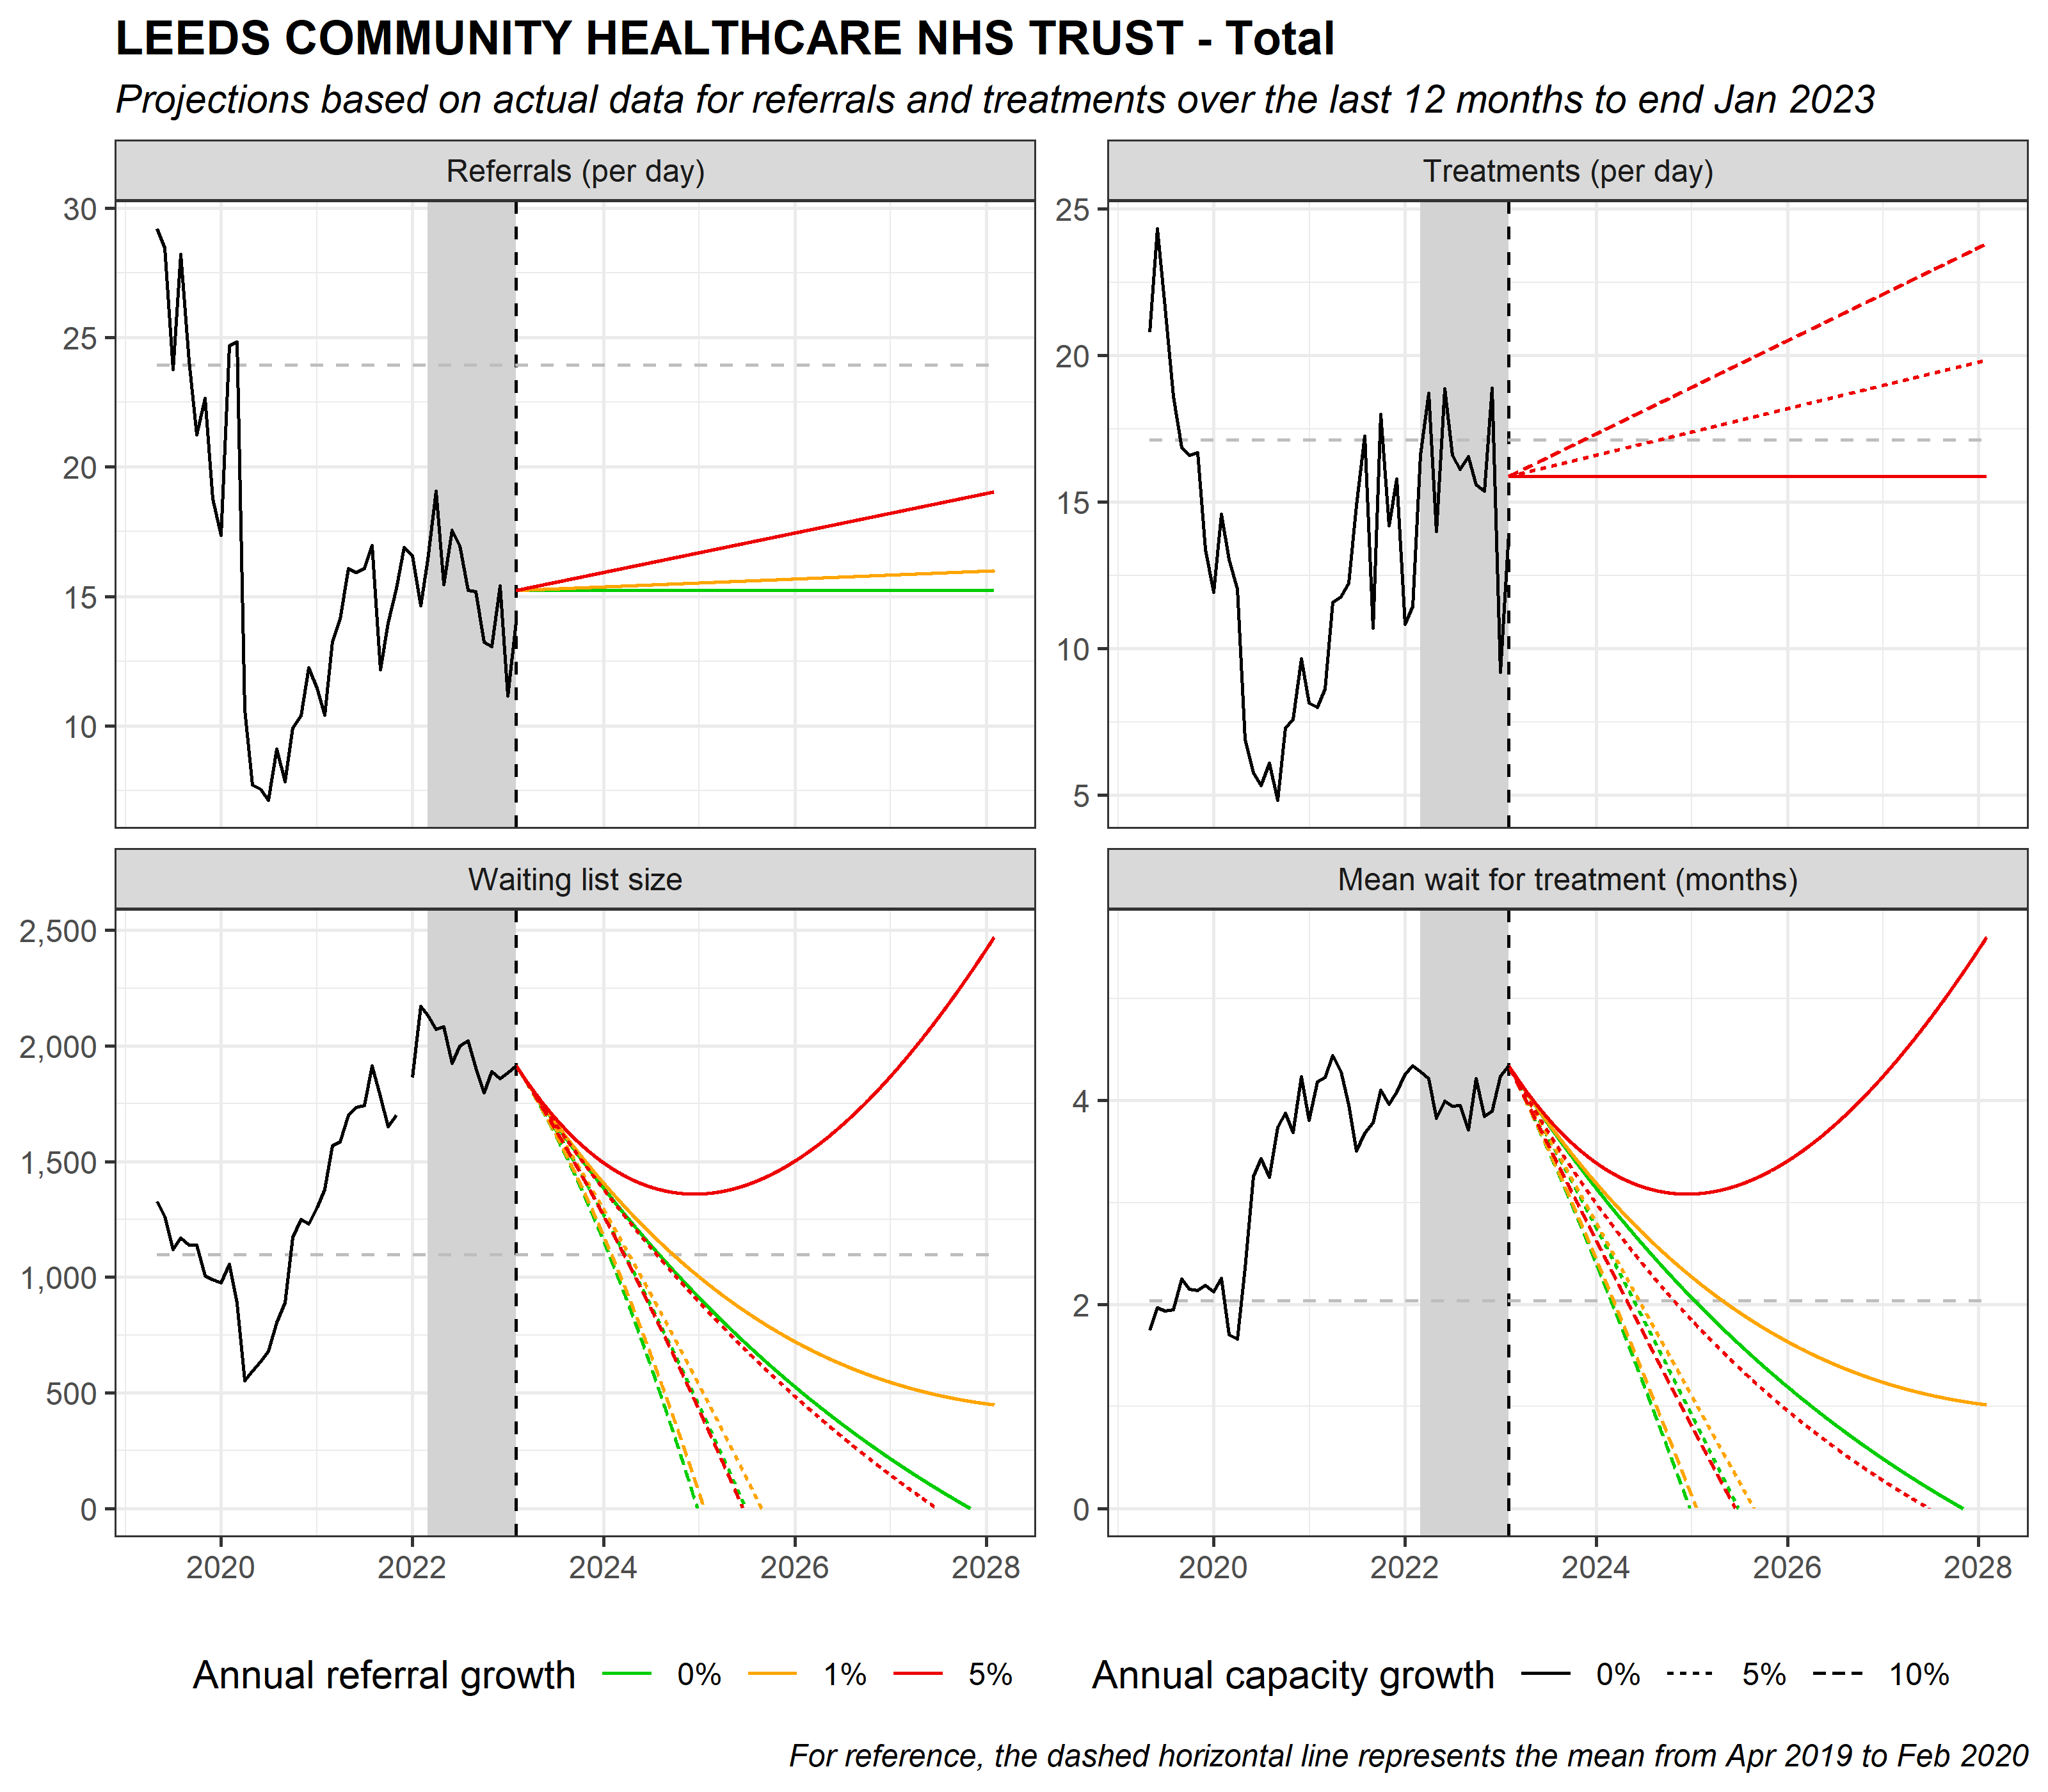 LEEDS COMMUNITY HEALTHCARE NHS TRUST - Total
Projections based on actual data for referrals and treatments over the last 12 months to end Jan 2023
Referrals (per day)
30
25
20
15
10
Treatments (per day)
25
20
15
10
5
Waiting list size
2,500
2,000
1,500
1,000
500
0
2020 2022 2024 2026 2028
Mean wait for treatment (months)
4
2
0
2020 2022 2024 2026 2028
Annual referral growth 0% 1% 5%
Annual capacity growth 0% 5% 10%
For reference, the dashed horizontal line represents the mean from Apr 2019 to Feb 2020